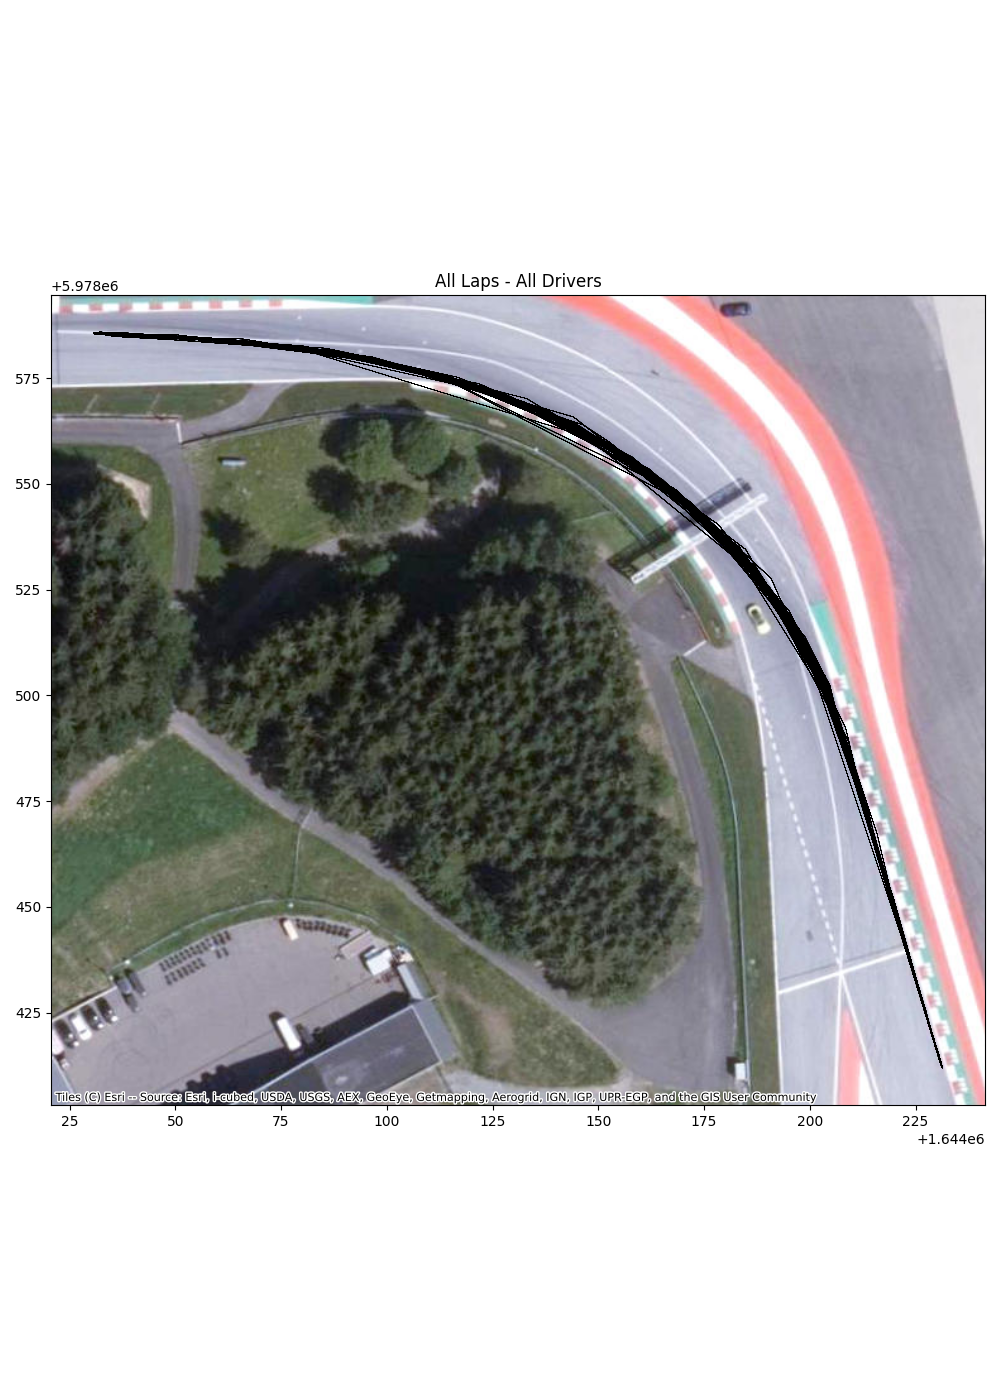 All Laps - All Drivers
+5.978e6
575
550
525
500
475
450
425
Tiles (C) Esri -- Source: Esri, i-cubed, USDA, USGS, AEX, GeoEye, Getmapping, Aerogrid, IGN, IGP, UPR-EGP, and the GIS User Community
25 50 75 100 125 150 175 200 225
+1.644e6